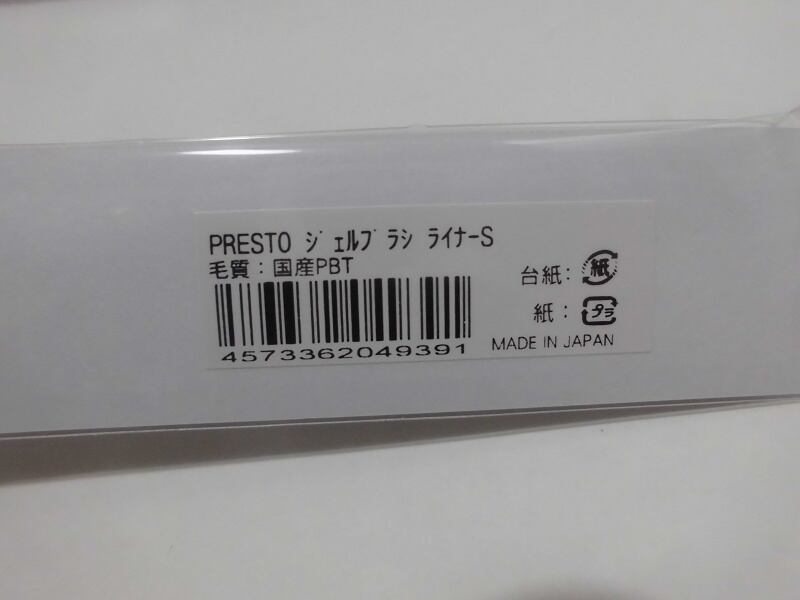 PRESTO ジェルブラシ ライナーS
毛質：国産PBT
4573362049391
台紙： 紙
紙： プラ
MADE IN JAPAN